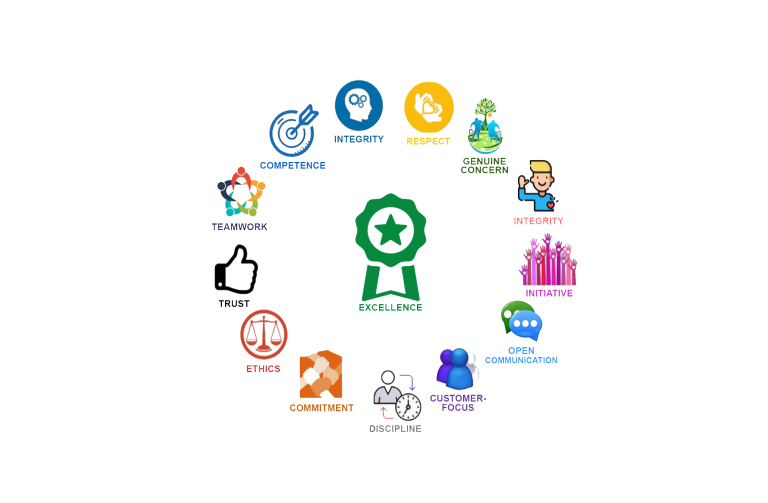 INTEGRITY
RESPECT
GENUINE
CONCERN
COMPETENCE
INTEGRITY
TEAMWORK
INITIATIVE
TRUST
EXCELLENCE
OPEN
COMMUNICATION
ETHICS
CUSTOMER-
FOCUS
COMMITMENT
DISCIPLINE